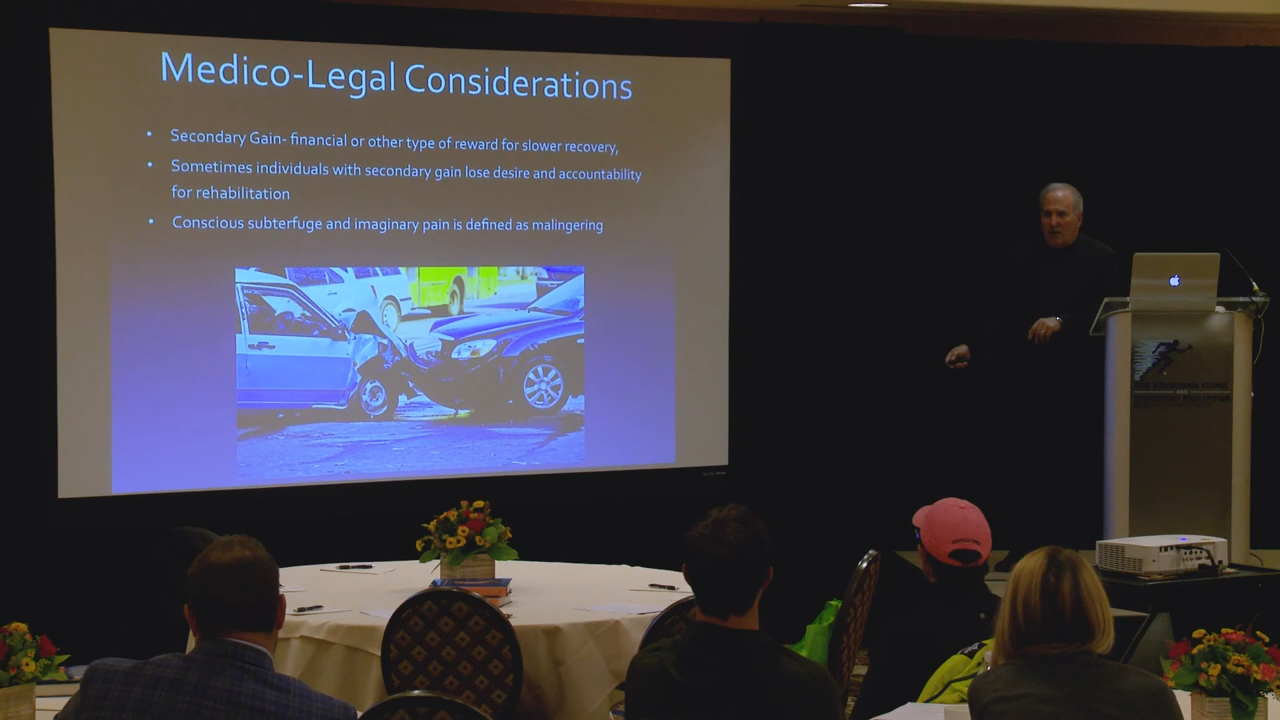 Medico-Legal Considerations
• Secondary Gain- financial or other type of reward for slower recovery,
• Sometimes individuals with secondary gain lose desire and accountability
for rehabilitation
• Conscious subterfuge and imaginary pain is defined as malingering